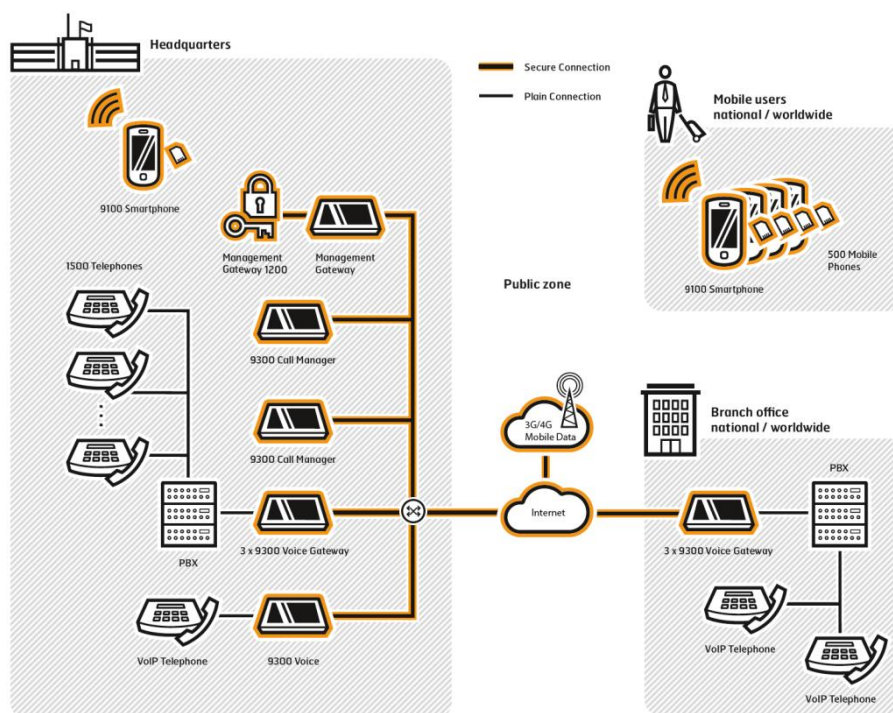 Headquarters
Secure Connection
Plain Connection
Mobile users
national / worldwide
9100 Smartphone
Management
Gateway 1200
Management
Gateway
1500 Telephones
500 Mobile
Phones
9100 Smartphone
Public zone
9300 Call Manager
9300 Call Manager
3G/4G
Mobile Data
Branch office
national / worldwide
PBX
Internet
3 x 9300 Voice Gateway
PBX
3 x 9300 Voice Gateway
VoIP Telephone
9300 Voice
VoIP Telephone
VoIP Telephone